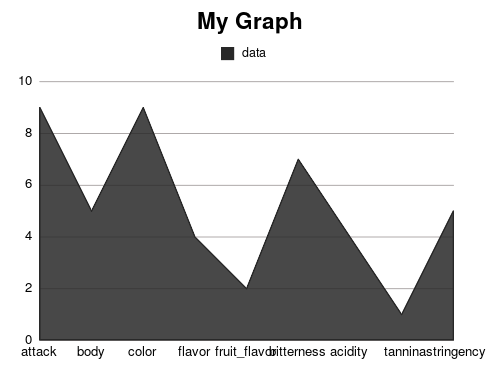 My Graph
data
10
8
6
4
2
0
attack body color flavor fruit_flavor bitterness acidity tannin astringency